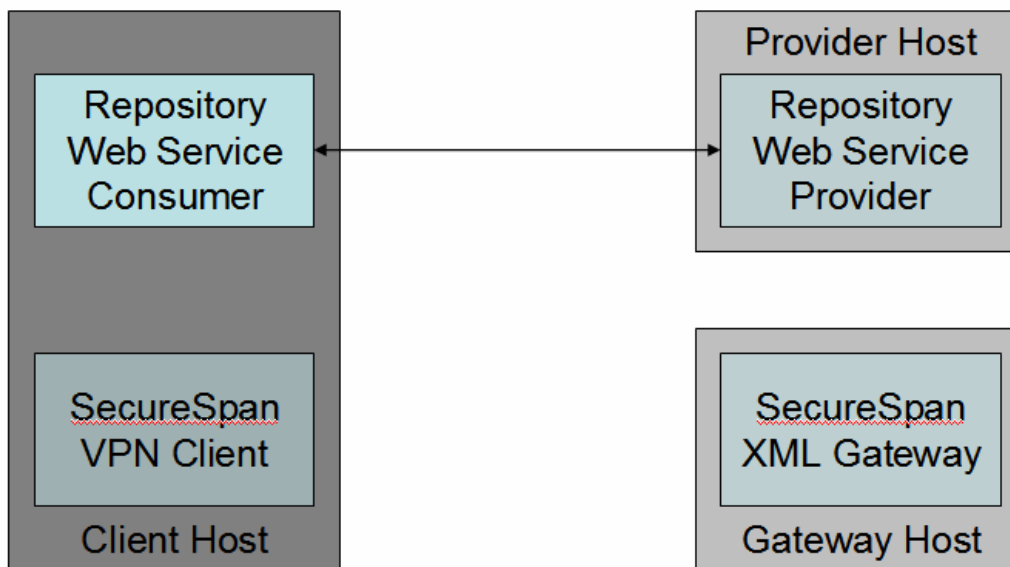 Repository
Web Service
Consumer
SecureSpan
VPN Client
Client Host
Provider Host
Repository
Web Service
Provider
SecureSpan
XML Gateway
Gateway Host